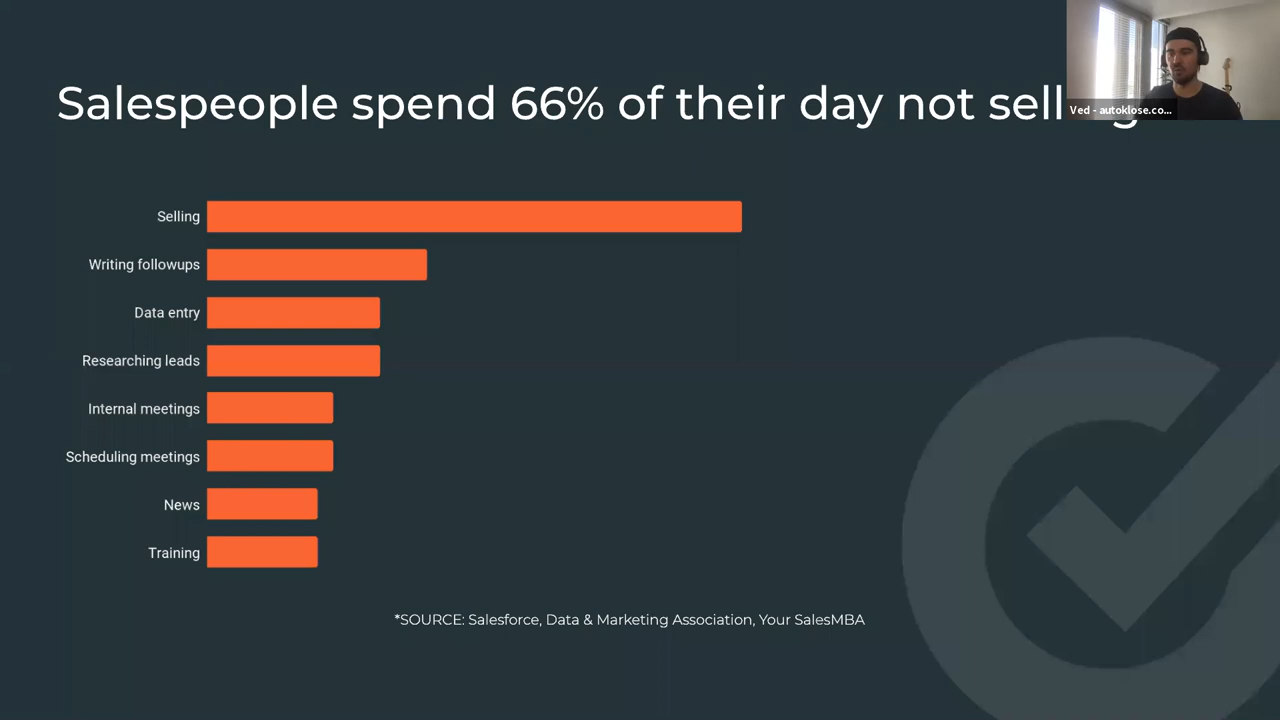 Salespeople spend 66% of their day not sell g
Ved - autoklose.co...
Selling
Writing followups
Data entry
Researching leads
Internal meetings
Scheduling meetings
News
Training
*SOURCE: Salesforce, Data & Marketing Association, Your SalesMBA